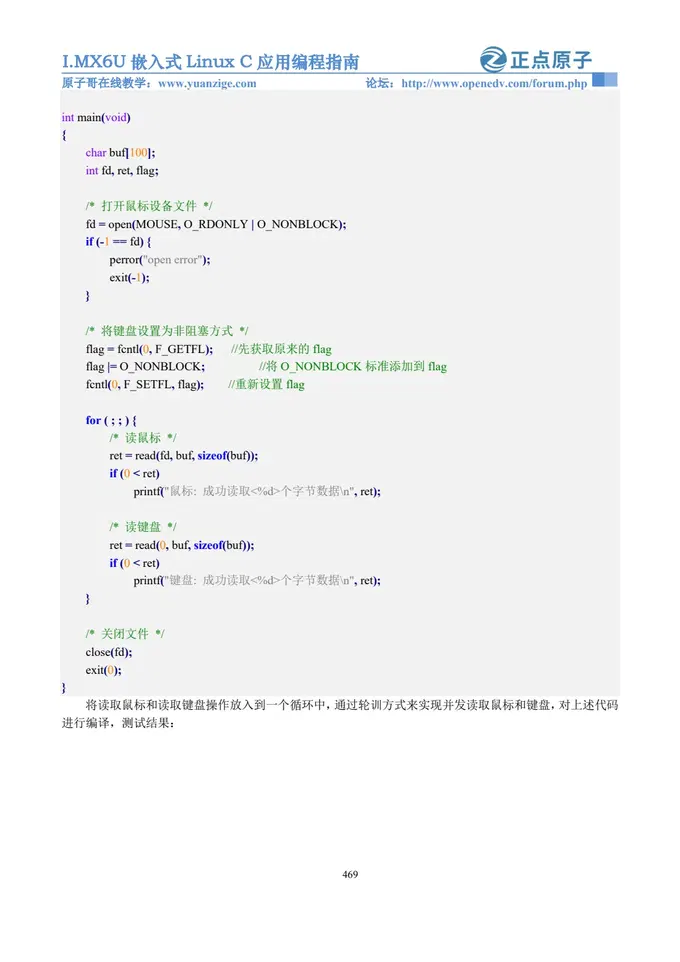 I.MX6U 嵌入式 Linux C 应用编程指南
正点原子
原子哥在线教学：www.yuanzige.com 论坛：http://www.openedv.com/forum.php
int main(void)
{
char buf[100];
int fd, ret, flag;
/* 打开鼠标设备文件 */
fd = open(MOUSE, O_RDONLY | O_NONBLOCK);
if (-1 == fd) {
perror("open error");
exit(-1);
}
/* 将键盘设置为非阻塞方式 */
flag = fcntl(0, F_GETFL); //先获取原来的 flag
flag |= O_NONBLOCK; //将 O_NONBLOCK 标准添加到 flag
fcntl(0, F_SETFL, flag); //重新设置 flag
for ( ; ; ) {
/* 读鼠标 */
ret = read(fd, buf, sizeof(buf));
if (0 < ret)
printf("鼠标: 成功读取<%d>个字节数据\n", ret);
/* 读键盘 */
ret = read(0, buf, sizeof(buf));
if (0 < ret)
printf("键盘: 成功读取<%d>个字节数据\n", ret);
}
/* 关闭文件 */
close(fd);
exit(0);
}
将读取鼠标和读取键盘操作放入到一个循环中，通过轮训方式来实现并发读取鼠标和键盘，对上述代码
进行编译，测试结果：
469